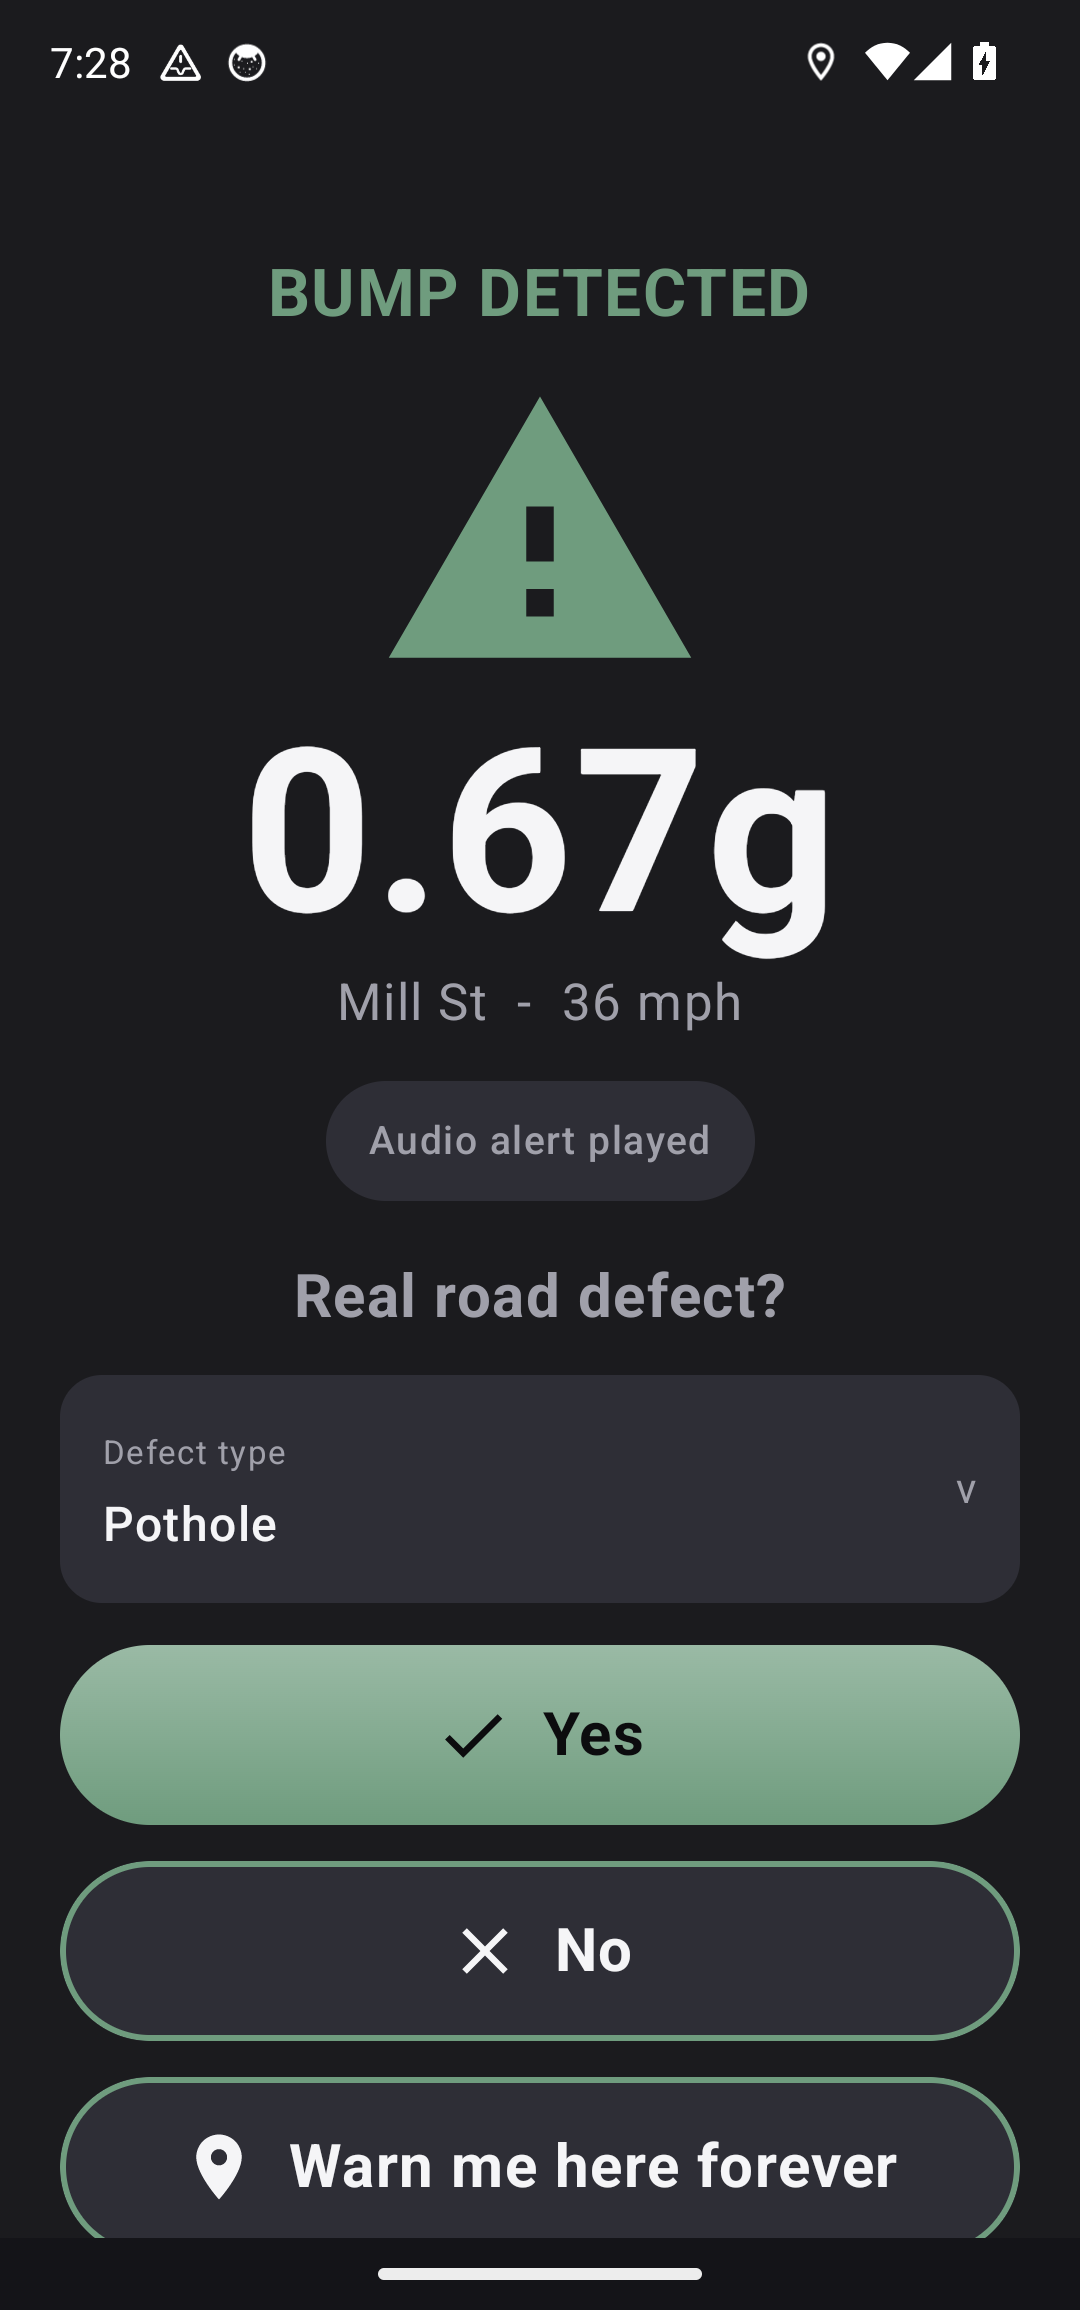 7:28
BUMP DETECTED
0.67g
Mill St - 36 mph
Audio alert played
Real road defect?
Defect type
Pothole
v
Yes
No
Warn me here forever